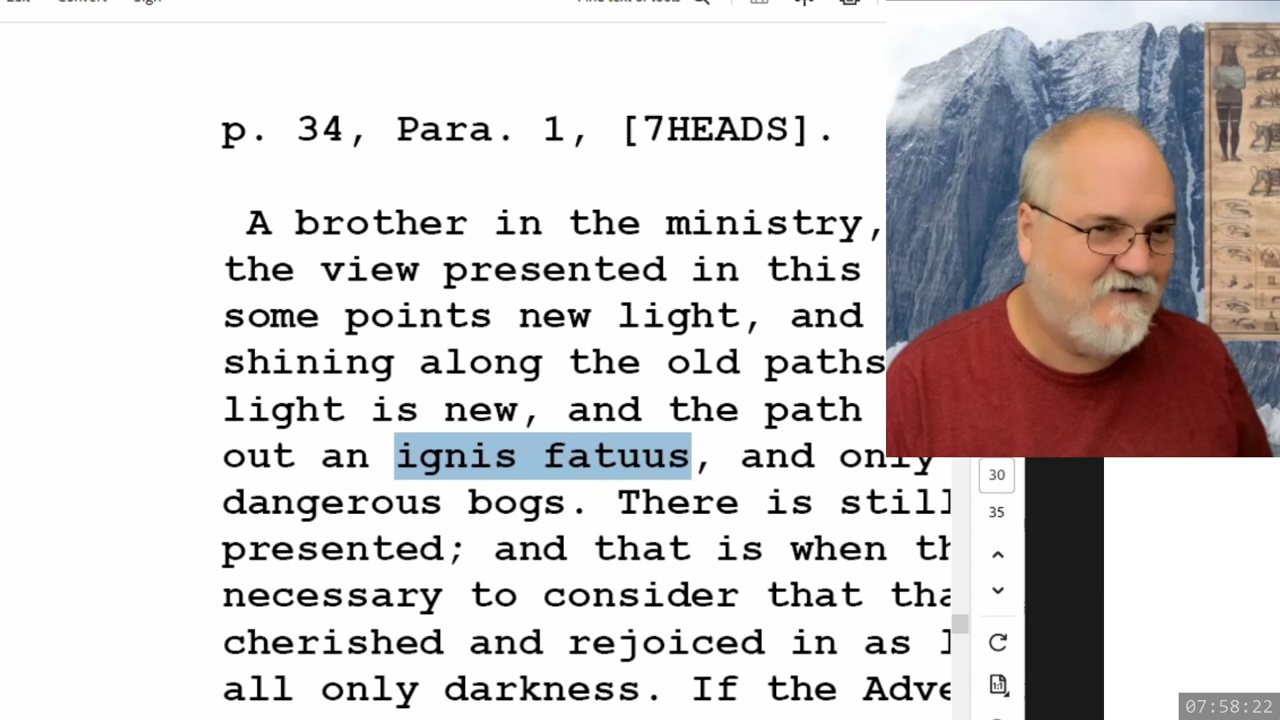 p. 34, Para. 1, [7HEADS].
A brother in the ministry,
the view presented in this
some points new light, and
shining along the old paths
light is new, and the path
out an ignis fatuus, and only
dangerous bogs. There is still
presented; and that is when th
necessary to consider that tha
cherished and rejoiced in as
all only darkness. If the Adve
30
35
07:58:22